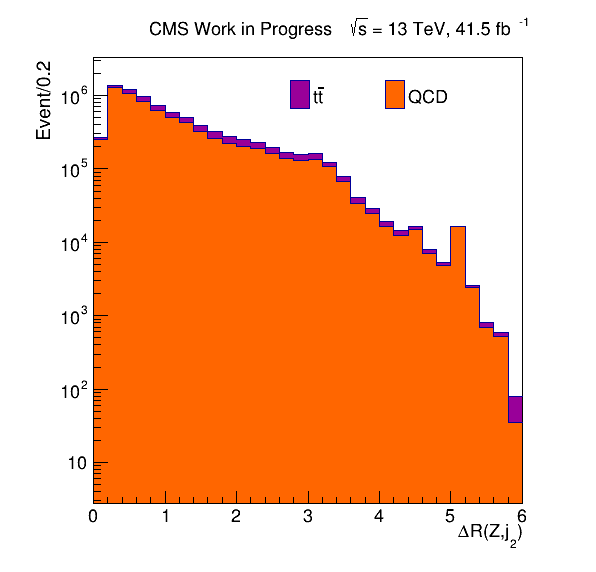 CMS Work in Progress √s = 13 TeV, 41.5 fb⁻¹
Event/0.2
tt̄
QCD
10⁶
10⁵
10⁴
10³
10²
10
0 1 2 3 4 5 6
ΔR(Z,j₂)